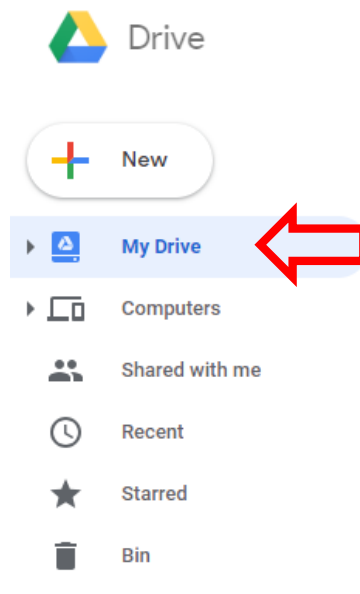 Drive
New
My Drive
Computers
Shared with me
Recent
Starred
Bin